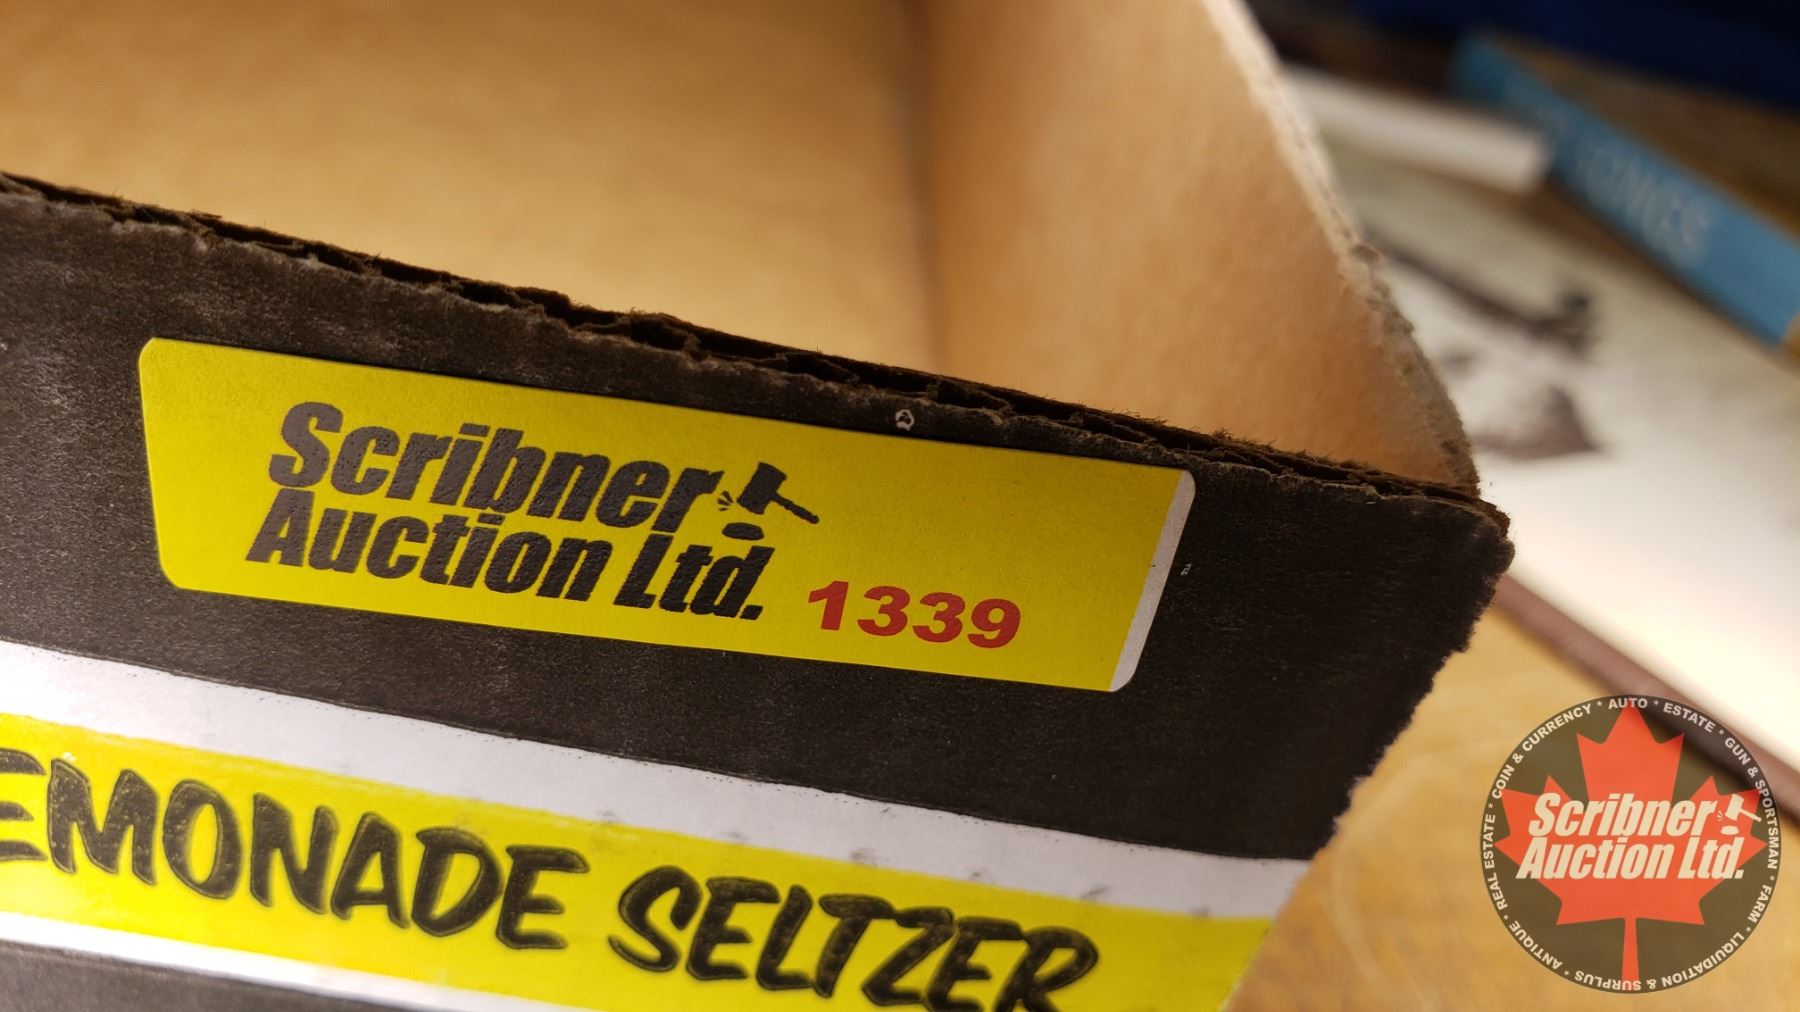 Scribner
Auction Ltd.
1339
EMONADE SELTZER
REAL ESTATE * COIN & CURRENCY * AUTO * ESTATE * GUN & SPORTSMAN * FARM * LIQUIDATION & SURPLUS * ANTIQUE *
Scribner
Auction Ltd.